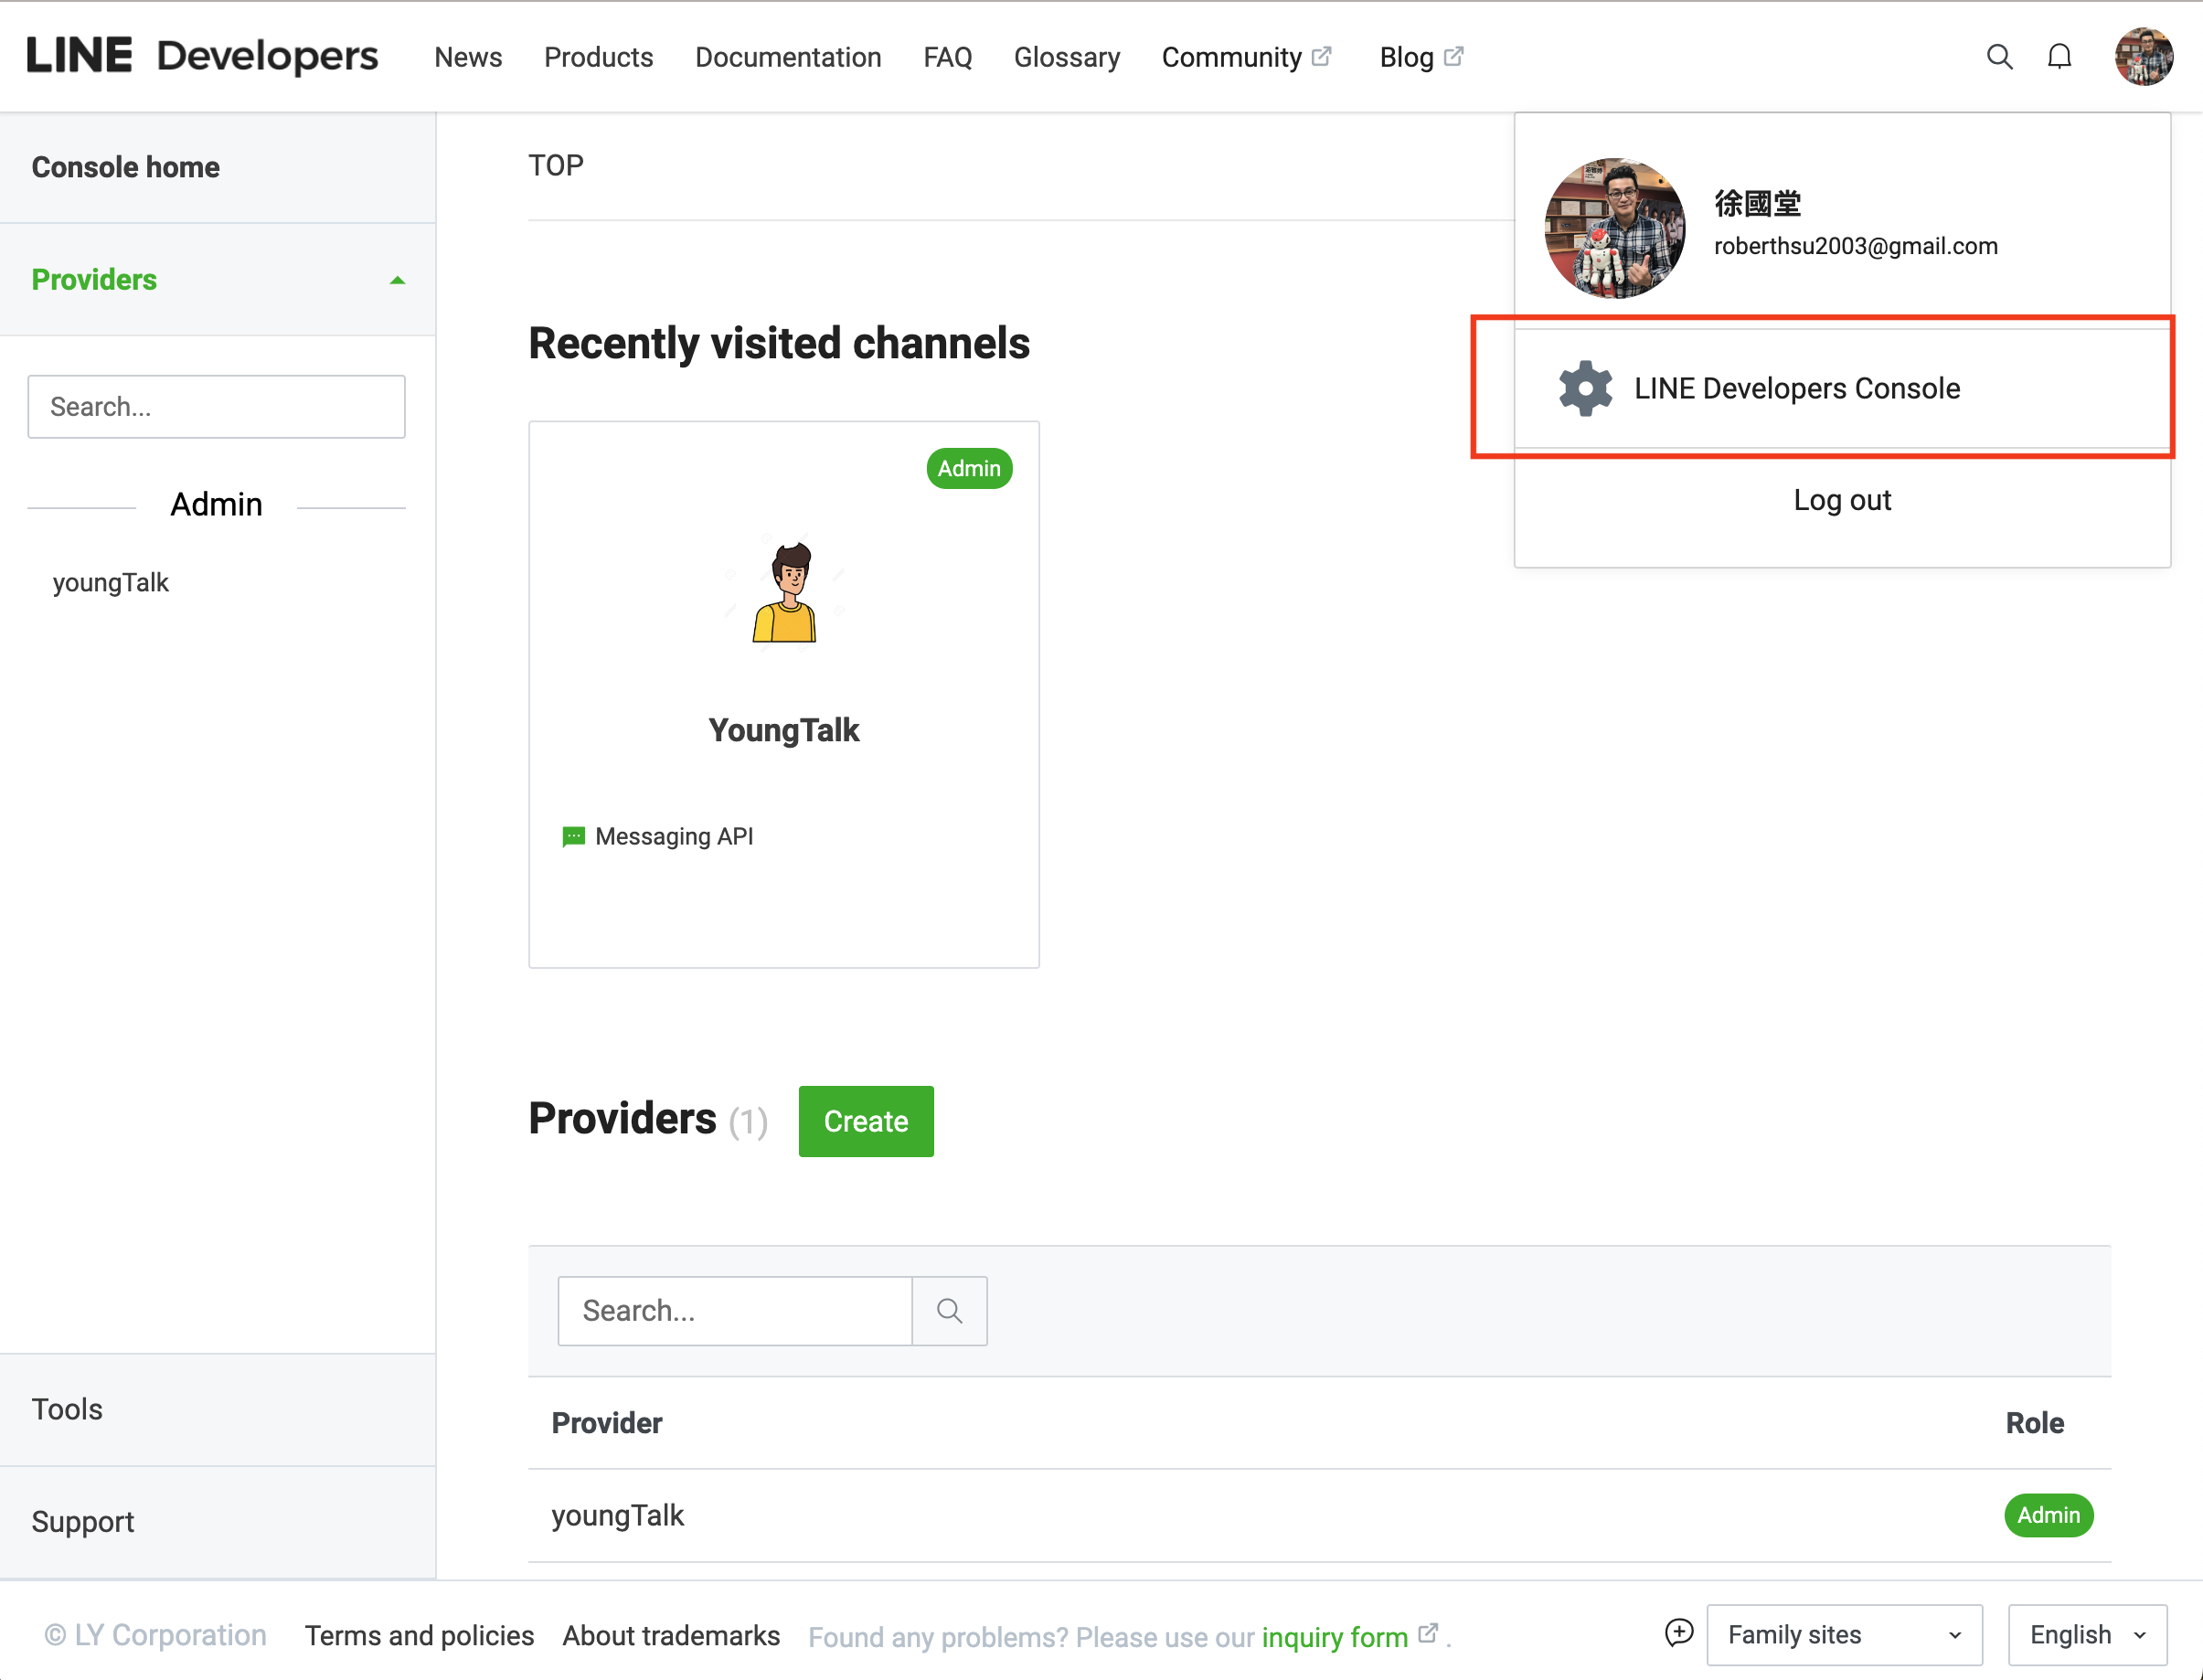 LINE Developers News Products Documentation FAQ Glossary Community Blog
Console home
Providers
Search...
Admin
youngTalk
Tools
Support
TOP
Recently visited channels
Admin
YoungTalk
Messaging API
徐國堂
roberthsu2003@gmail.com
LINE Developers Console
Log out
Providers (1) Create
Search...
Provider Role
youngTalk Admin
© LY Corporation Terms and policies About trademarks Found any problems? Please use our inquiry form . Family sites English